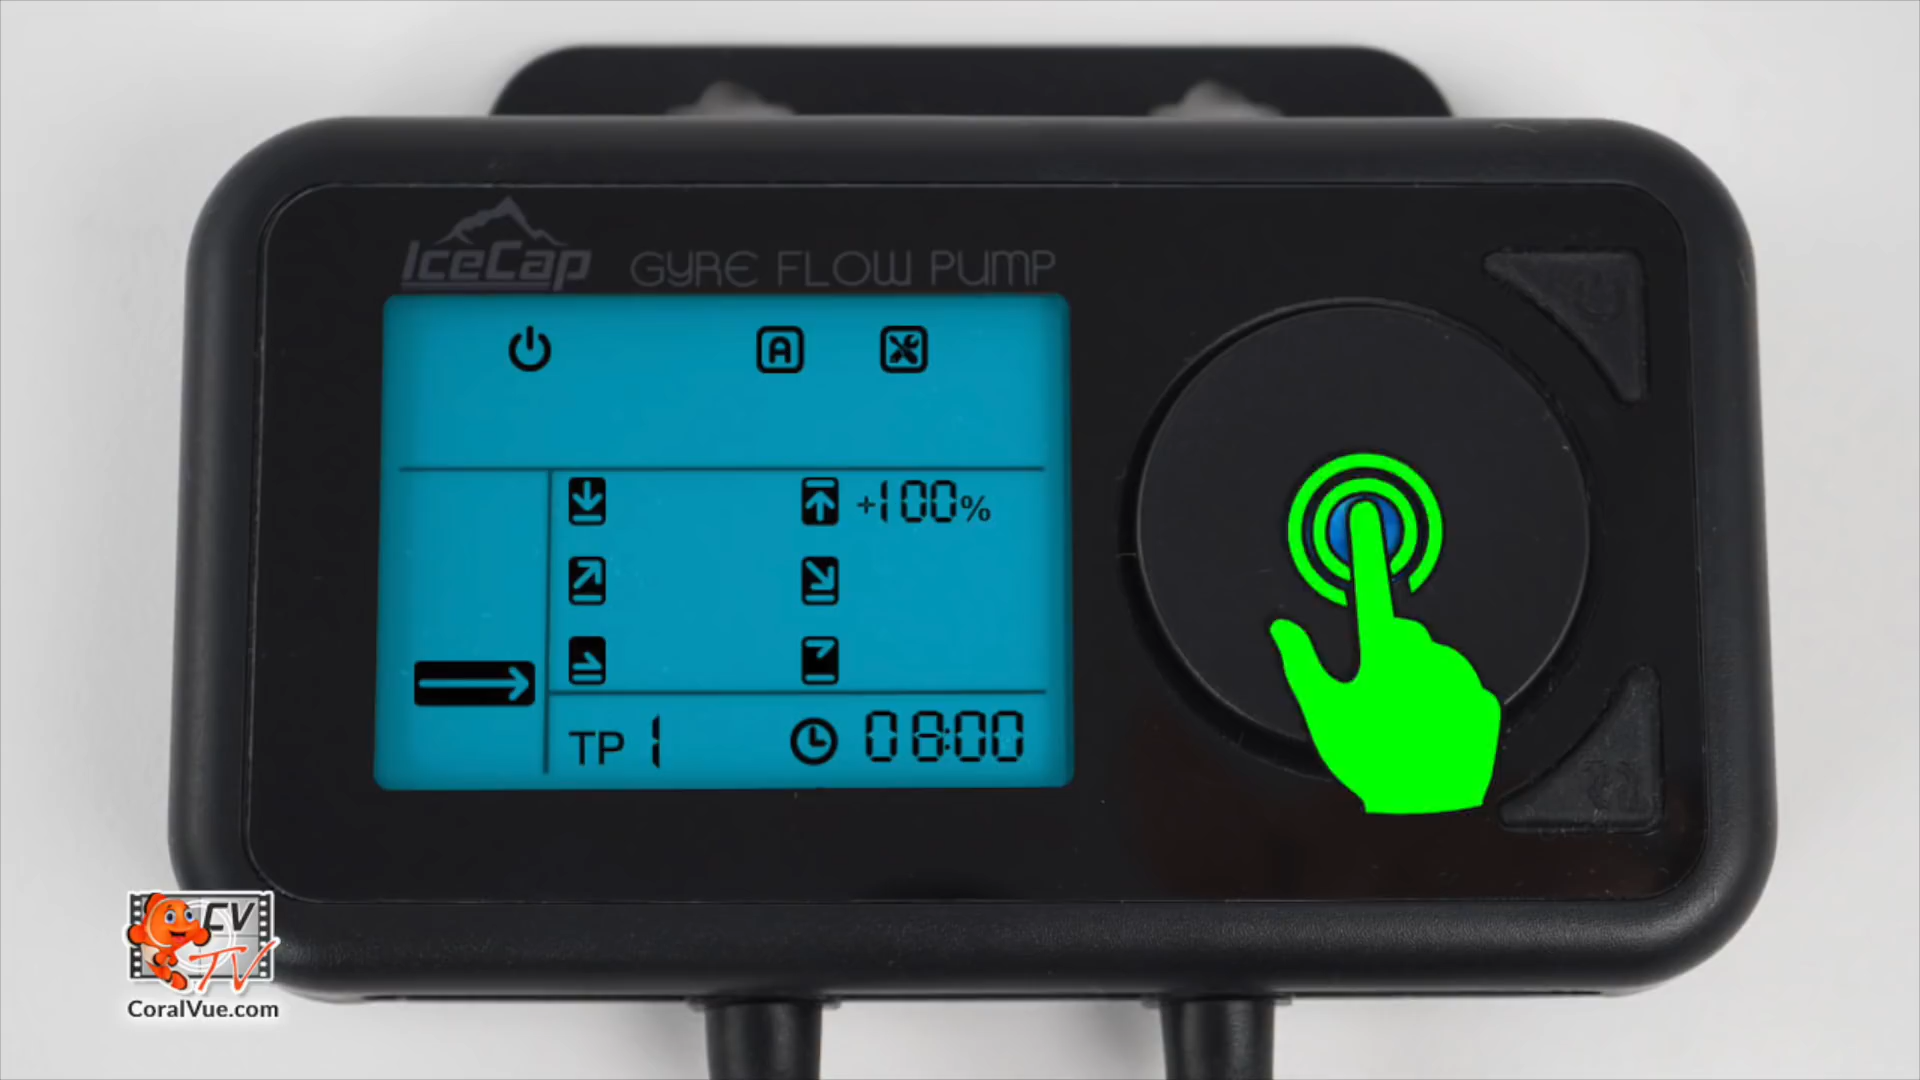 IceCap GYRE FLOW PUMP
A
+100%
TP 1 08:00
CV
TV
CoralVue.com